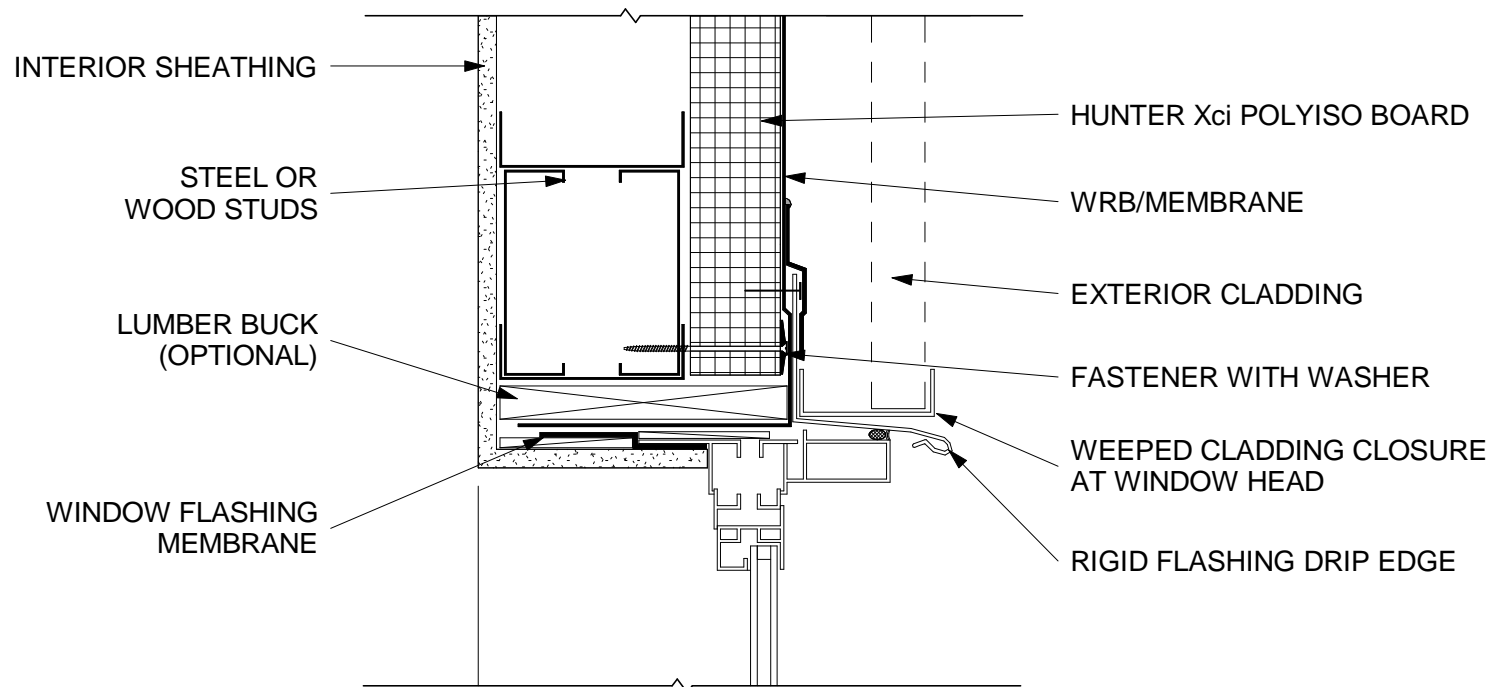 INTERIOR SHEATHING
STEEL OR
WOOD STUDS
LUMBER BUCK
(OPTIONAL)
WINDOW FLASHING
MEMBRANE
HUNTER Xci POLYISO BOARD
WRB/MEMBRANE
EXTERIOR CLADDING
FASTENER WITH WASHER
WEEPED CLADDING CLOSURE
AT WINDOW HEAD
RIGID FLASHING DRIP EDGE